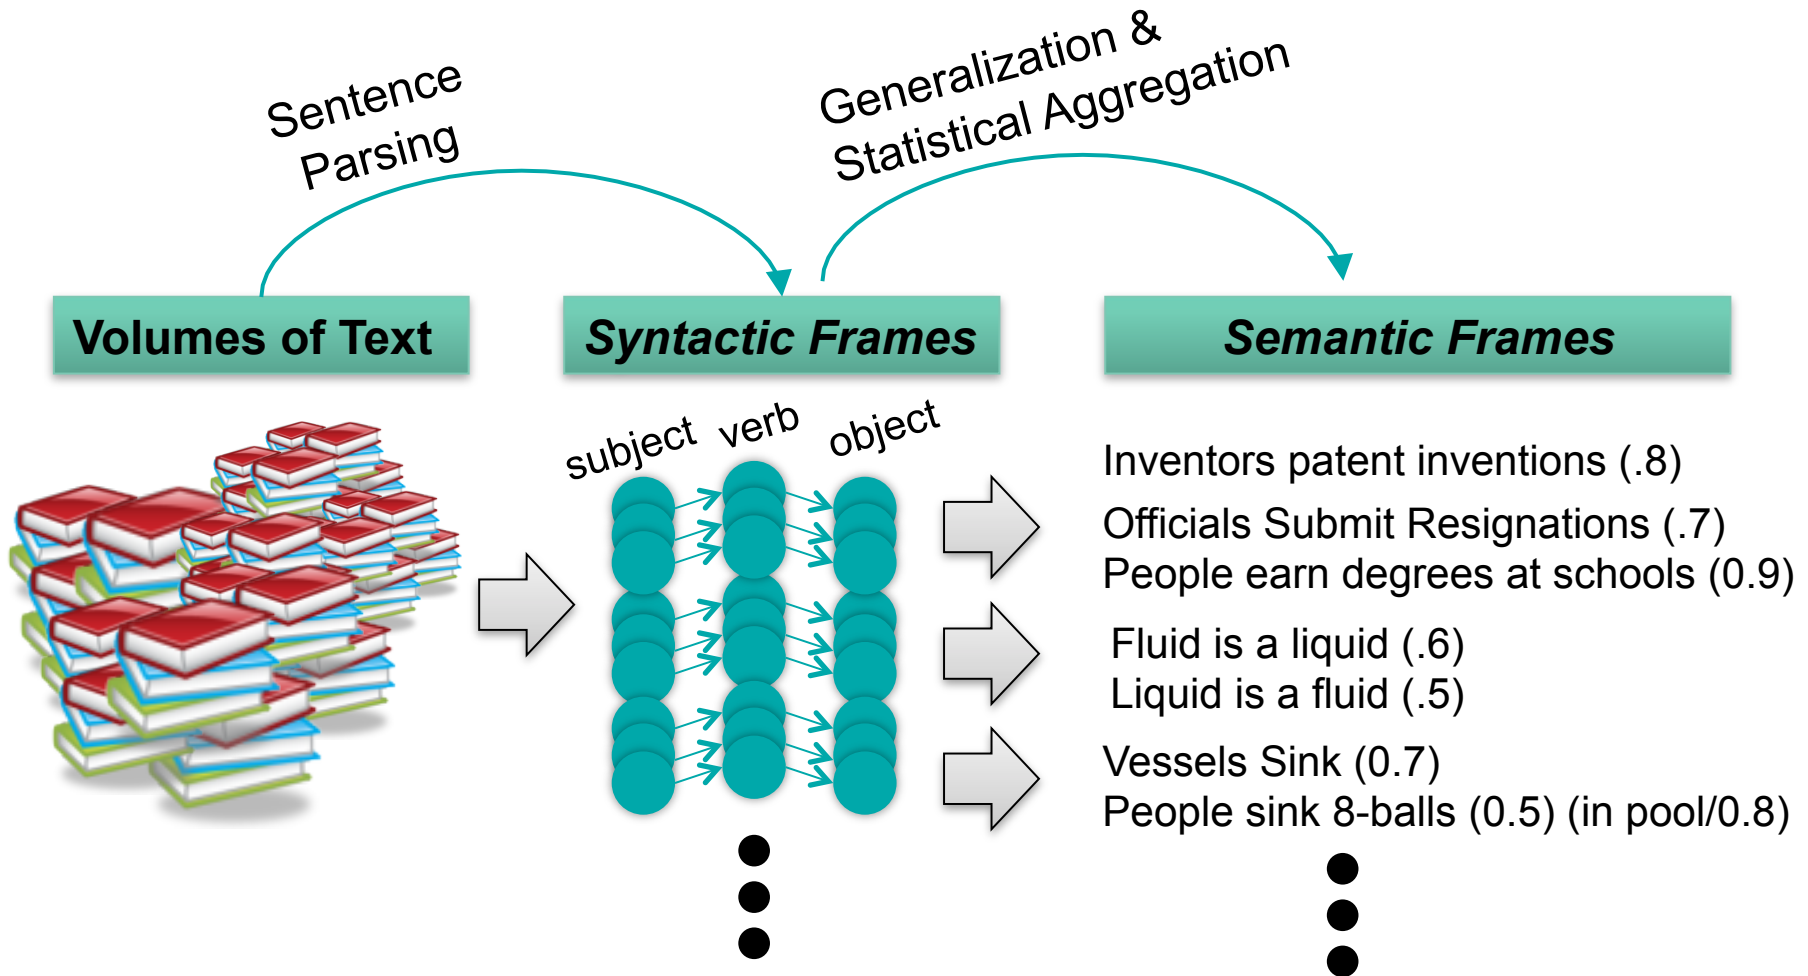 Sentence
Parsing
Generalization &
Statistical Aggregation
Volumes of Text
Syntactic Frames
Semantic Frames
subject verb object
Inventors patent inventions (.8)
Officials Submit Resignations (.7)
People earn degrees at schools (0.9)
Fluid is a liquid (.6)
Liquid is a fluid (.5)
Vessels Sink (0.7)
People sink 8-balls (0.5) (in pool/0.8)